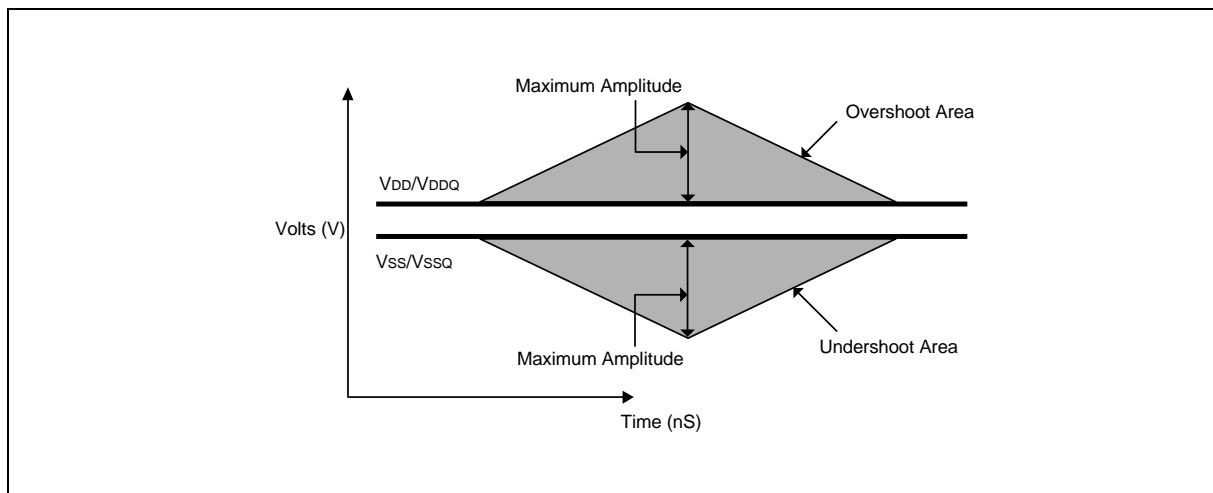 Maximum Amplitude
Overshoot Area
VDD/VDDQ
Volts (V)
VSS/VSSQ
Maximum Amplitude
Undershoot Area
Time (nS)